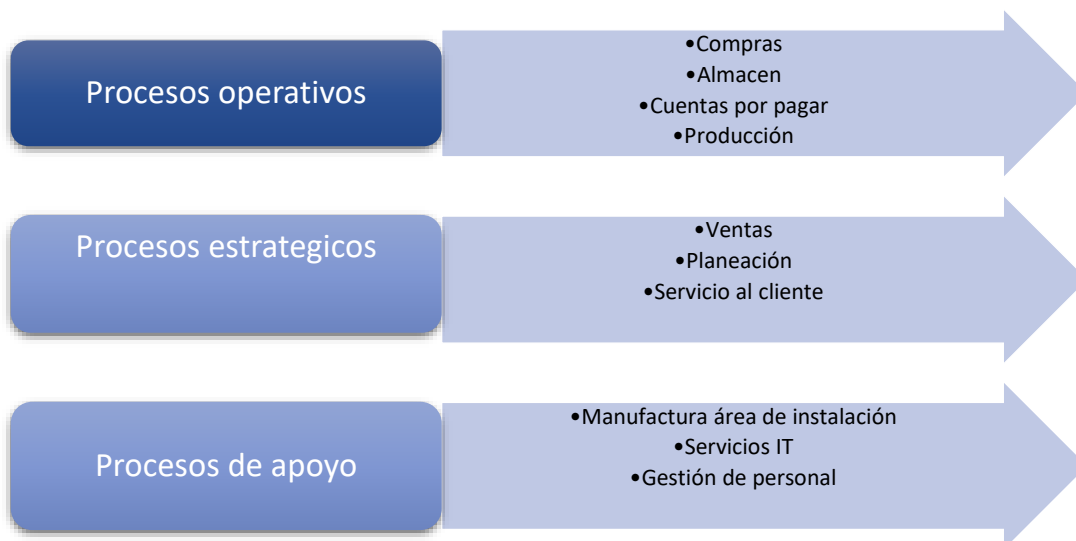 Procesos operativos
•Compras
•Almacen
•Cuentas por pagar
•Producción
Procesos estrategicos
•Ventas
•Planeación
•Servicio al cliente
Procesos de apoyo
•Manufactura área de instalación
•Servicios IT
•Gestión de personal